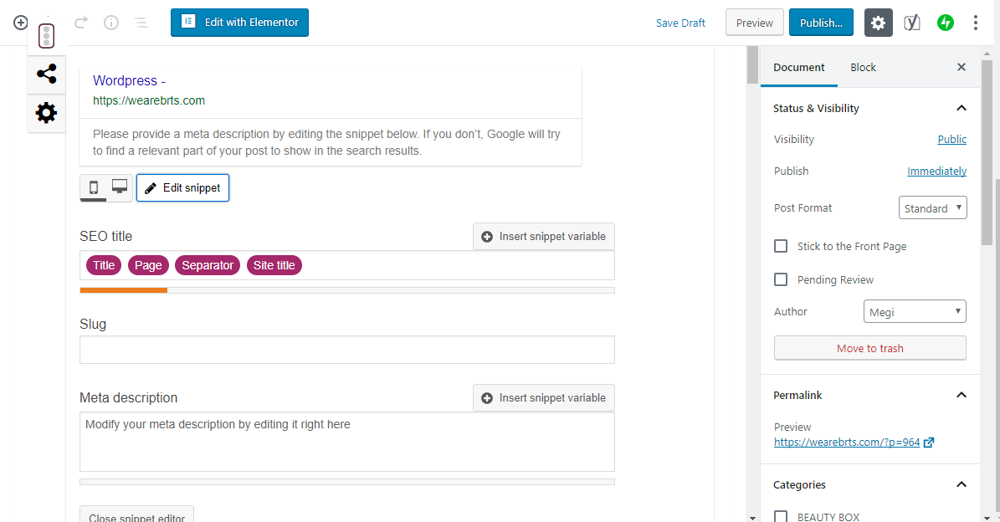 Edit with Elementor
Save Draft
Preview
Publish...
Wordpress -
https://wearebrts.com
Please provide a meta description by editing the snippet below. If you don't, Google will try
to find a relevant part of your post to show in the search results.
Edit snippet
SEO title
Insert snippet variable
Title Page Separator Site title
Slug
Meta description
Insert snippet variable
Modify your meta description by editing it right here
Close snippet editor
Document Block
Status & Visibility
Visibility Public
Publish Immediately
Post Format Standard
Stick to the Front Page
Pending Review
Author Megi
Move to trash
Permalink
Preview
https://wearebrts.com/?p=964
Categories
BEAUTY BOX